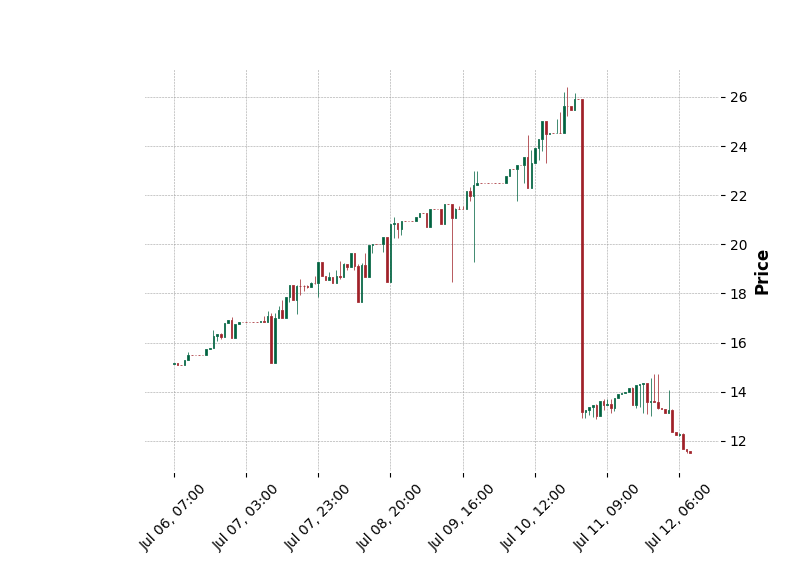 26
24
22
20
18
16
14
12
Price
Jul 06, 07:00
Jul 07, 03:00
Jul 07, 23:00
Jul 08, 20:00
Jul 09, 16:00
Jul 10, 12:00
Jul 11, 09:00
Jul 12, 06:00